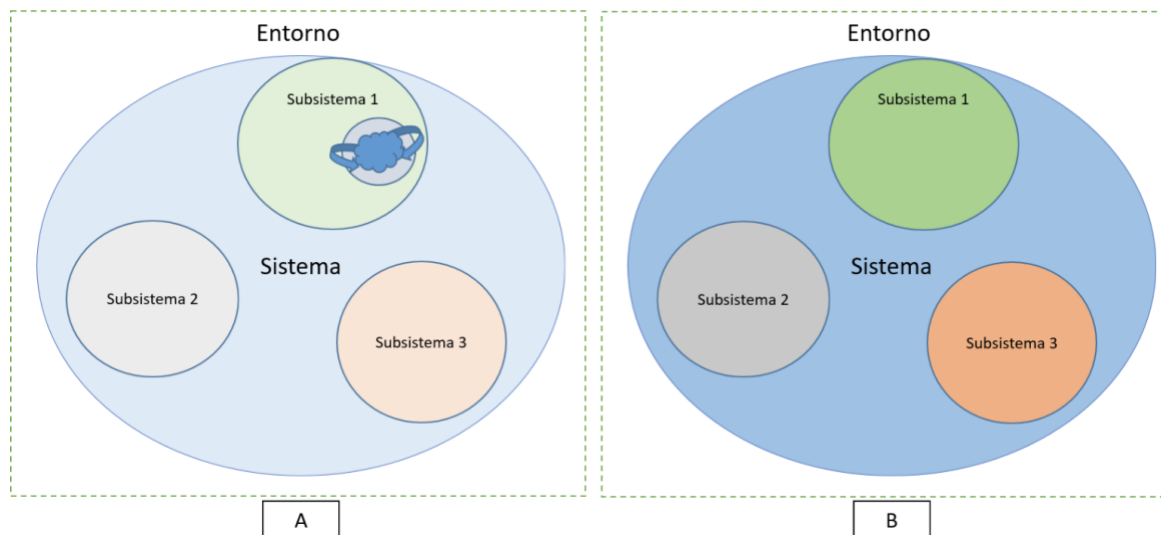 Entorno
Subsistema 1
Sistema
Subsistema 2
Subsistema 3
A
Entorno
Subsistema 1
Sistema
Subsistema 2
Subsistema 3
B